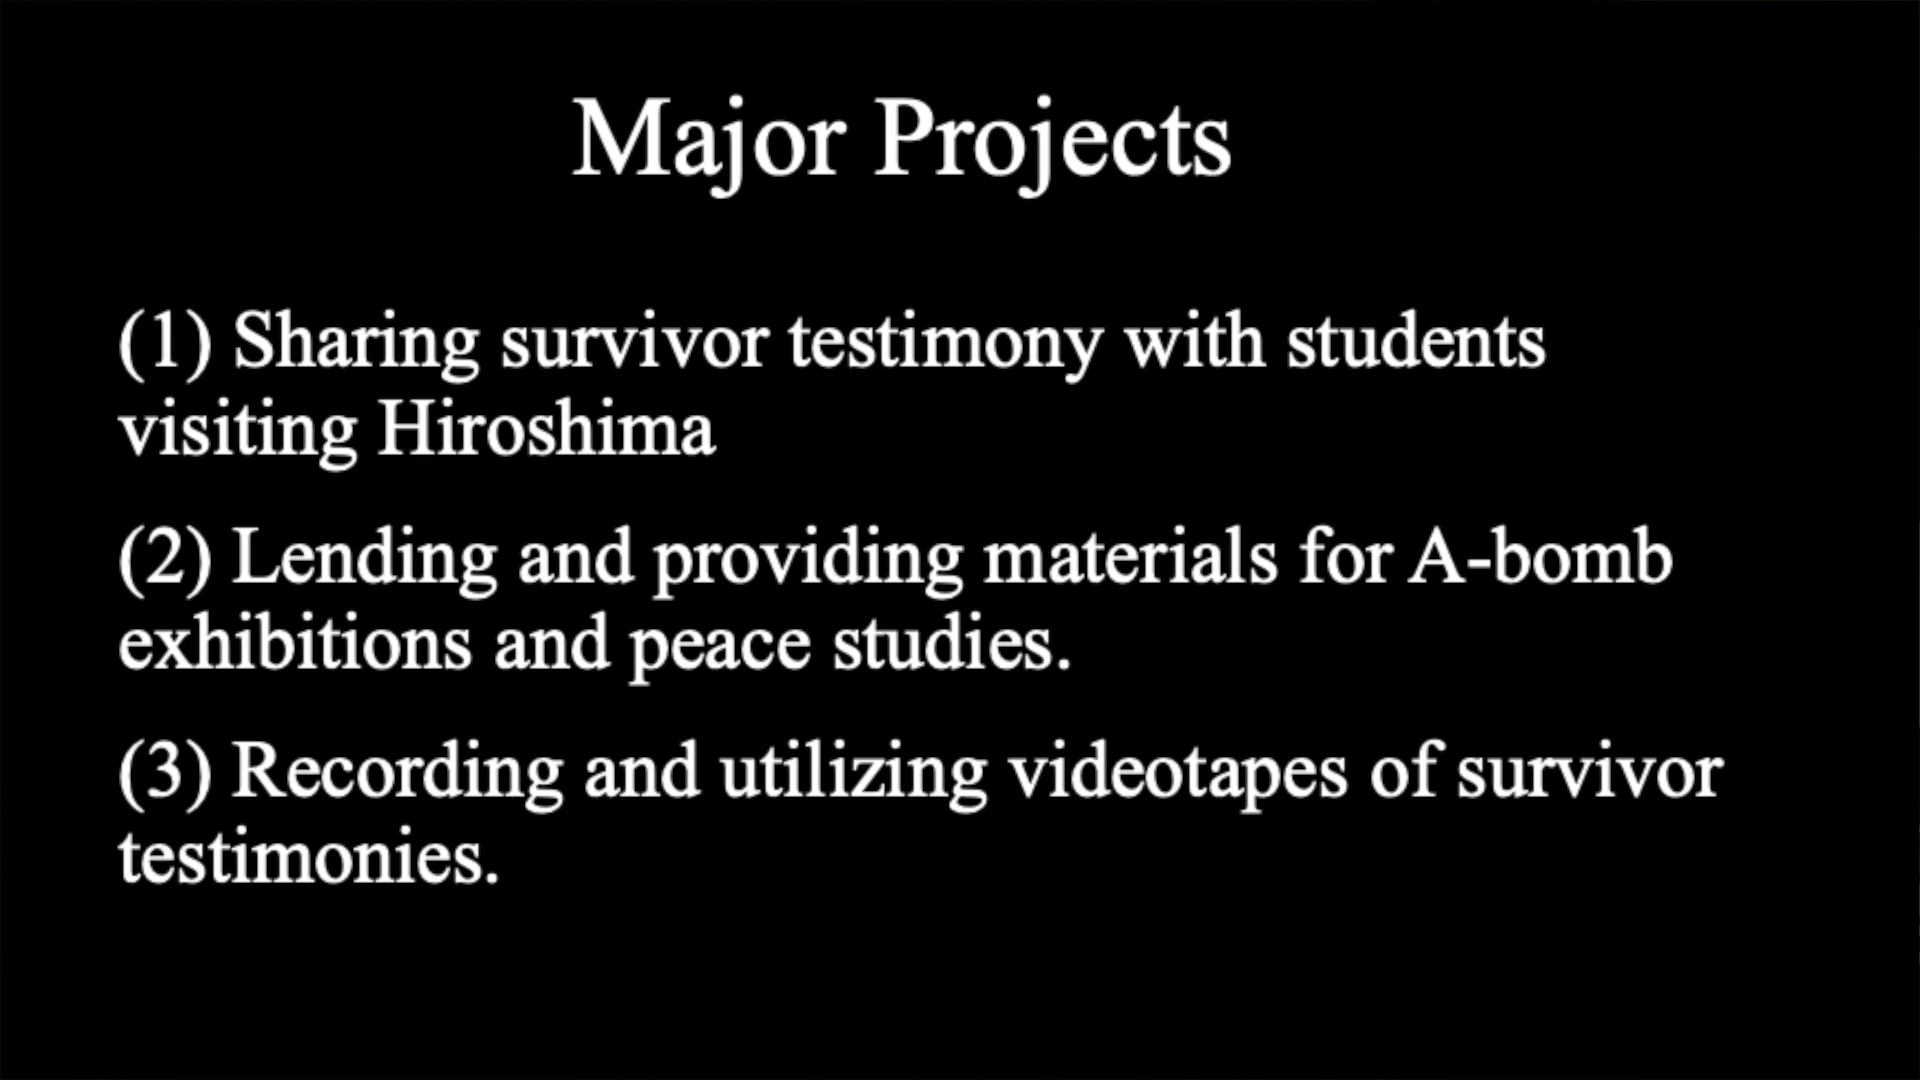 Major Projects
(1) Sharing survivor testimony with students
visiting Hiroshima
(2) Lending and providing materials for A-bomb
exhibitions and peace studies.
(3) Recording and utilizing videotapes of survivor
testimonies.